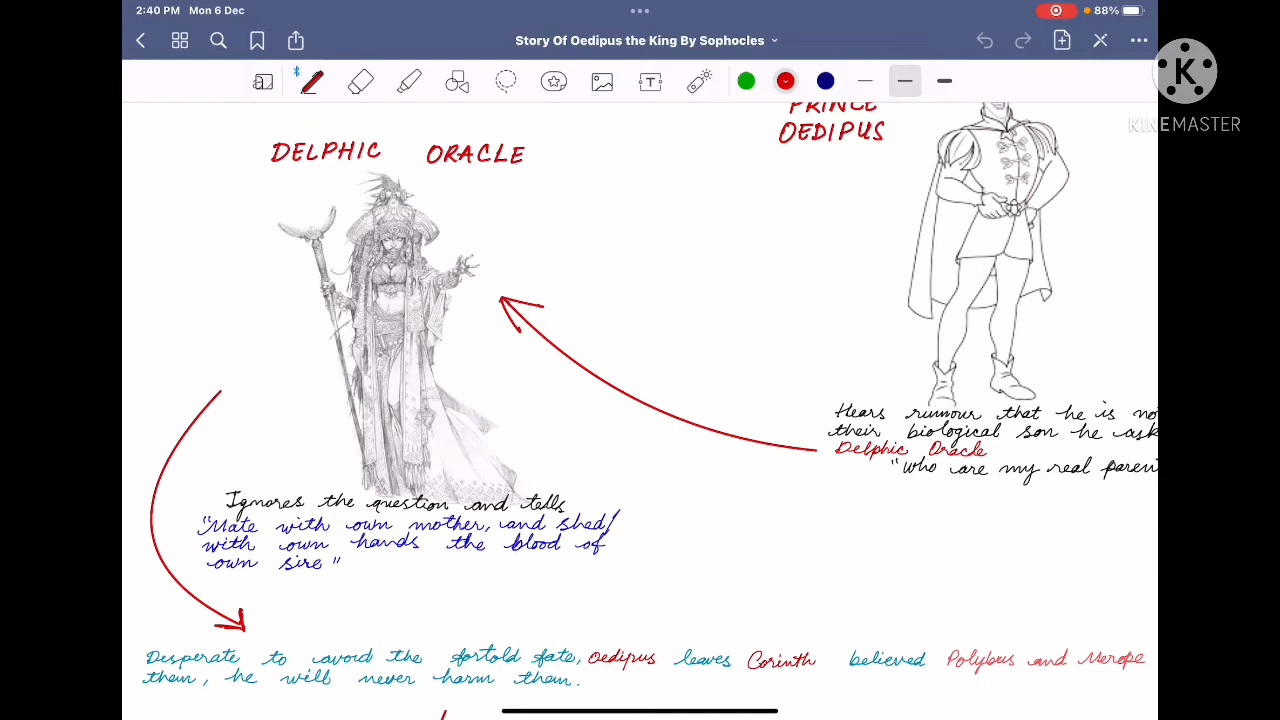 2:40 PM Mon 6 Dec
88%
Story Of Oedipus the King By Sophocles
K
KINEMASTER
T
PRINCE
OEDIPUS
DELPHIC ORACLE
Hears rumour that he is no
their biological son he ask
Delphic Oracle
"Who are my real paren
Ignores the question and tells
"Mate with own mother, and shed/
with own hands the blood of
own sire"
Desperate to avoid the fortold fate, Oedipus leaves Corinth believed Polybus and Merope
them, he will never harm them.